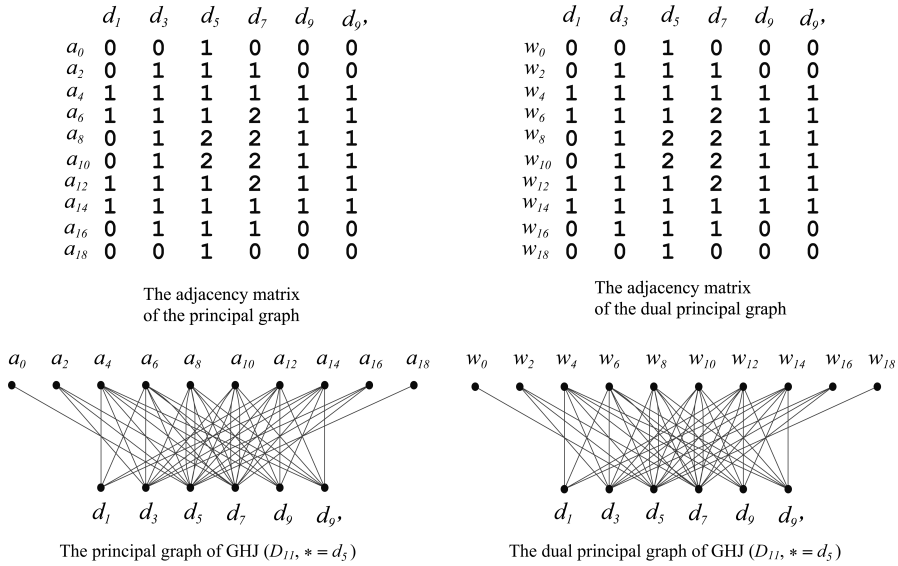 d1 d3 d5 d7 d9 d9'
a0 0 0 1 0 0 0
a2 0 1 1 1 0 0
a4 1 1 1 1 1 1
a6 1 1 1 2 1 1
a8 0 1 2 2 1 1
a10 0 1 2 2 1 1
a12 1 1 1 2 1 1
a14 1 1 1 1 1 1
a16 0 1 1 1 0 0
a18 0 0 1 0 0 0
The adjacency matrix
of the principal graph
d1 d3 d5 d7 d9 d9'
w0 0 0 1 0 0 0
w2 0 1 1 1 0 0
w4 1 1 1 1 1 1
w6 1 1 1 2 1 1
w8 0 1 2 2 1 1
w10 0 1 2 2 1 1
w12 1 1 1 2 1 1
w14 1 1 1 1 1 1
w16 0 1 1 1 0 0
w18 0 0 1 0 0 0
The adjacency matrix
of the dual principal graph
a0 a2 a4 a6 a8 a10 a12 a14 a16 a18
d1 d3 d5 d7 d9 d9'
The principal graph of GHJ (D11, * = d5)
w0 w2 w4 w6 w8 w10 w12 w14 w16 w18
d1 d3 d5 d7 d9 d9'
The dual principal graph of GHJ (D11, * = d5)